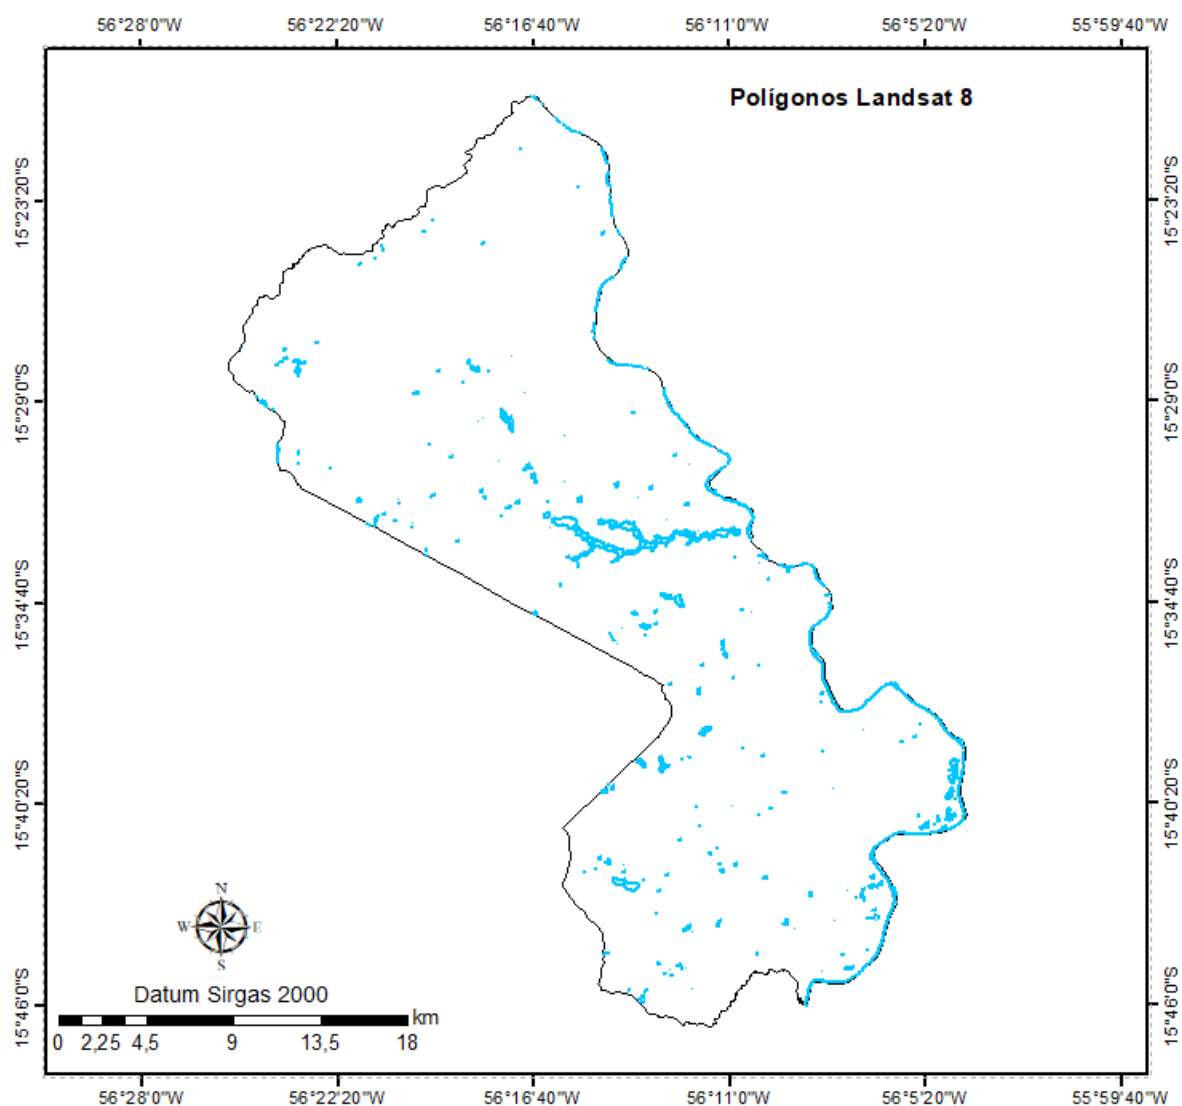 56°28'0"W 56°22'20"W 56°16'40"W 56°11'0"W 56°5'20"W 55°59'40"W
Polígonos Landsat 8
15°23'20"S 15°23'20"S
15°29'0"S 15°29'0"S
15°34'40"S 15°34'40"S
15°40'20"S 15°40'20"S
N
W E
S
15°46'0"S 15°46'0"S
Datum Sirgas 2000
km
0 2,25 4,5 9 13,5 18
56°28'0"W 56°22'20"W 56°16'40"W 56°11'0"W 56°5'20"W 55°59'40"W